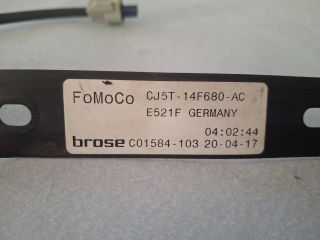 FoMoCo CJ5T-14F680-AC
E521F GERMANY
04:02:44
brose C01584-103 20-04-17